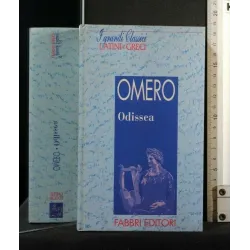 I grandi Classici
LATINI e GRECI
OMERO
Odissea
FABBRI EDITORI